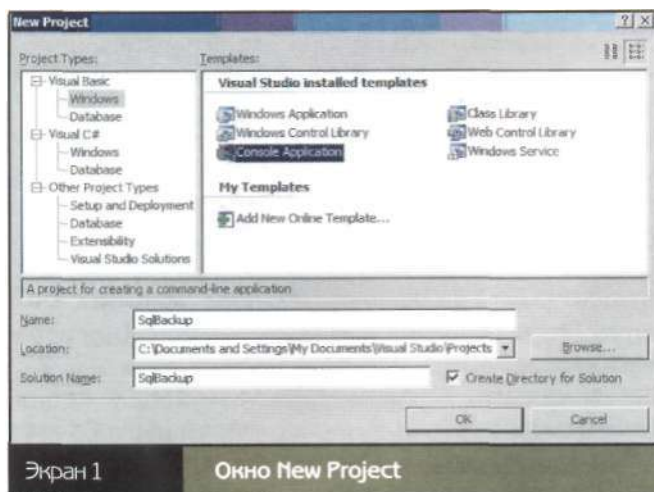 New Project
Project Types:
Templates:
Visual Basic
Windows
Database
Visual C#
Windows
Database
Other Project Types
Setup and Deployment
Database
Extensibility
Visual Studio Solutions
Visual Studio installed templates
Windows Application
Class Library
Windows Control Library
Web Control Library
Console Application
Windows Service
My Templates
Add New Online Template...
A project for creating a command-line application
Name:
SqlBackup
Location:
C:\Documents and Settings\My Documents\Visual Studio\Projects
Browse...
Solution Name:
SqlBackup
Create Directory for Solution
OK
Cancel
Экран 1
Окно New Project